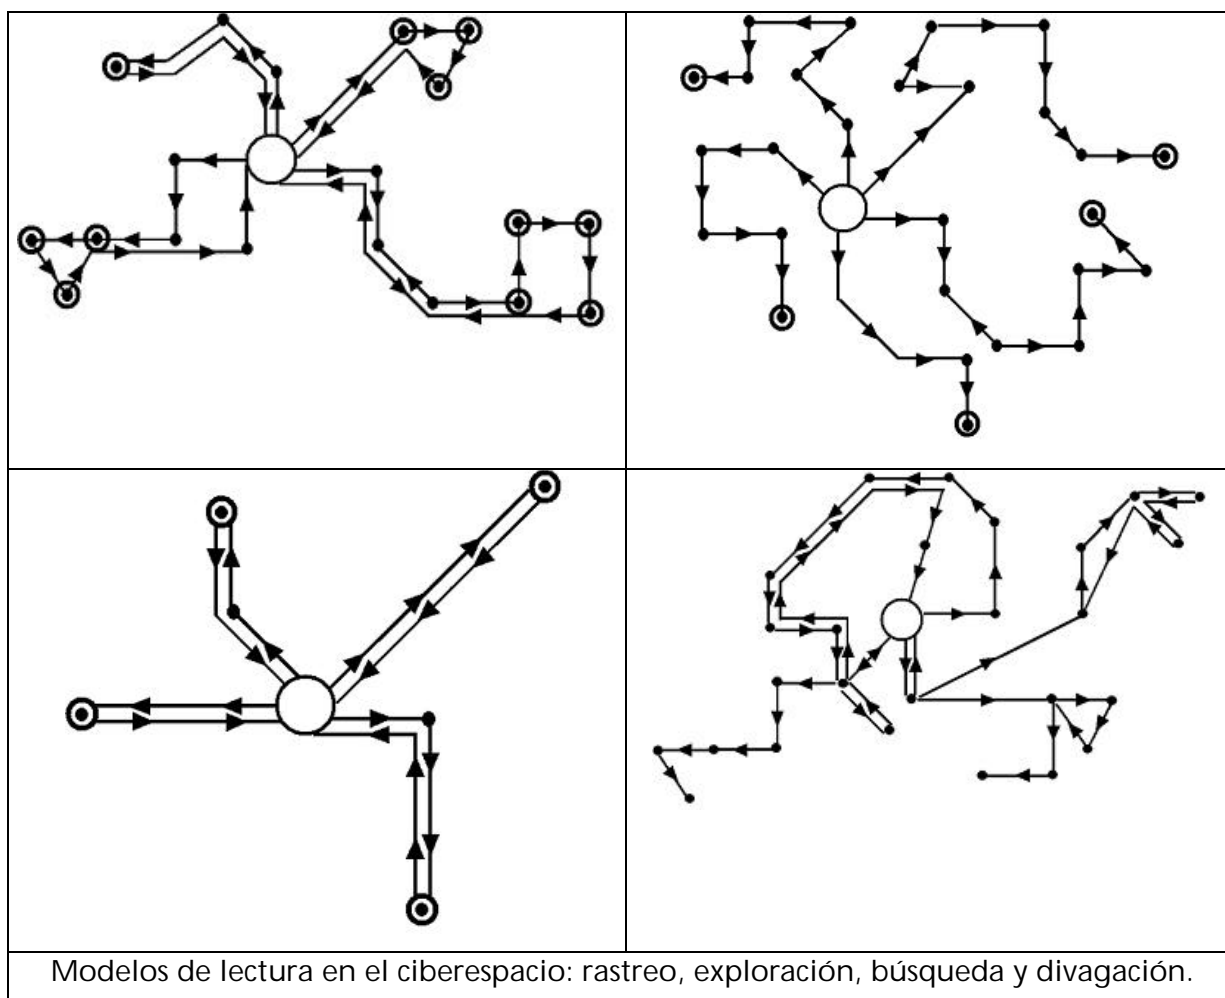 Modelos de lectura en el ciberespacio: rastreo, exploración, búsqueda y divagación.